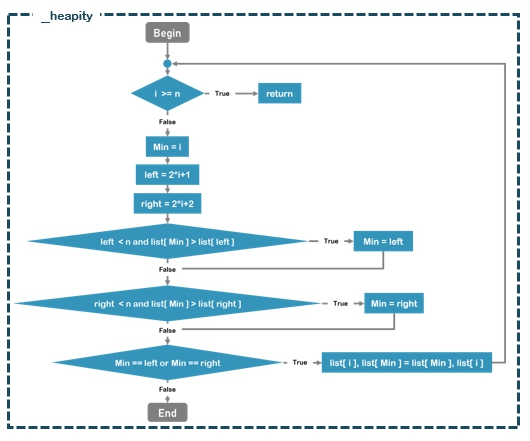 _heapity
Begin
i >= n
True
return
False
Min = i
left = 2*i+1
right = 2*i+2
left < n and list[ Min ] > list[ left ]
True
Min = left
False
right < n and list[ Min ] > list[ right ]
True
Min = right
False
Min == left or Min == right
True
list[ i ], list[ Min ] = list[ Min ], list[ i ]
False
End